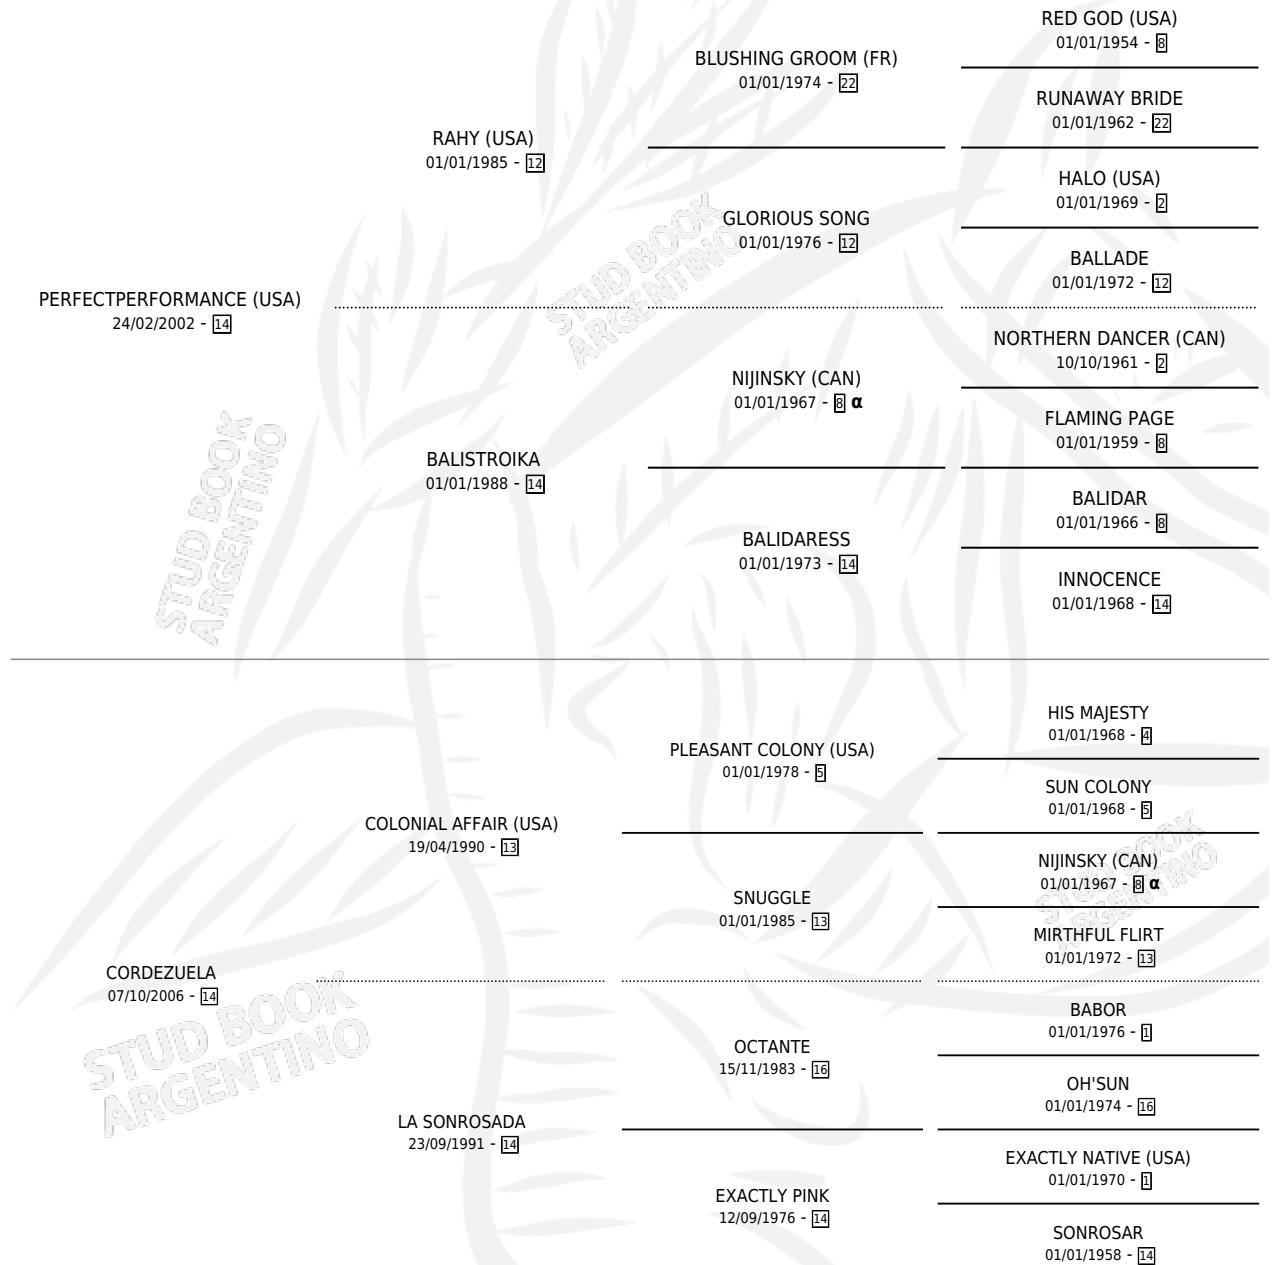 RED GOD (USA)
01/01/1954 - 8
BLUSHING GROOM (FR)
01/01/1974 - 22
RUNAWAY BRIDE
01/01/1962 - 22
RAHY (USA)
01/01/1985 - 12
HALO (USA)
01/01/1969 - 2
GLORIOUS SONG
01/01/1976 - 12
BALLADE
01/01/1972 - 12
PERFECTPERFORMANCE (USA)
24/02/2002 - 14
NORTHERN DANCER (CAN)
10/10/1961 - 2
NIJINSKY (CAN)
01/01/1967 - 8 α
FLAMING PAGE
01/01/1959 - 8
BALISTROIKA
01/01/1988 - 14
BALIDAR
01/01/1966 - 8
BALIDARESS
01/01/1973 - 14
INNOCENCE
01/01/1968 - 14
STUD BOOK
ARGENTINO
STUD BOOK
ARGENTINO
HIS MAJESTY
01/01/1968 - 4
PLEASANT COLONY (USA)
01/01/1978 - 5
SUN COLONY
01/01/1968 - 5
COLONIAL AFFAIR (USA)
19/04/1990 - 13
NIJINSKY (CAN)
01/01/1967 - 8 α
SNUGGLE
01/01/1985 - 13
MIRTHFUL FLIRT
01/01/1972 - 13
CORDEZUELA
07/10/2006 - 14
BABOR
01/01/1976 - 1
OCTANTE
15/11/1983 - 16
OH'SUN
01/01/1974 - 16
LA SONROSADA
23/09/1991 - 14
EXACTLY NATIVE (USA)
01/01/1970 - 1
EXACTLY PINK
12/09/1976 - 14
SONROSAR
01/01/1958 - 14
STUD BOOK
ARGENTINO
STUD BOOK
ARGENTINO